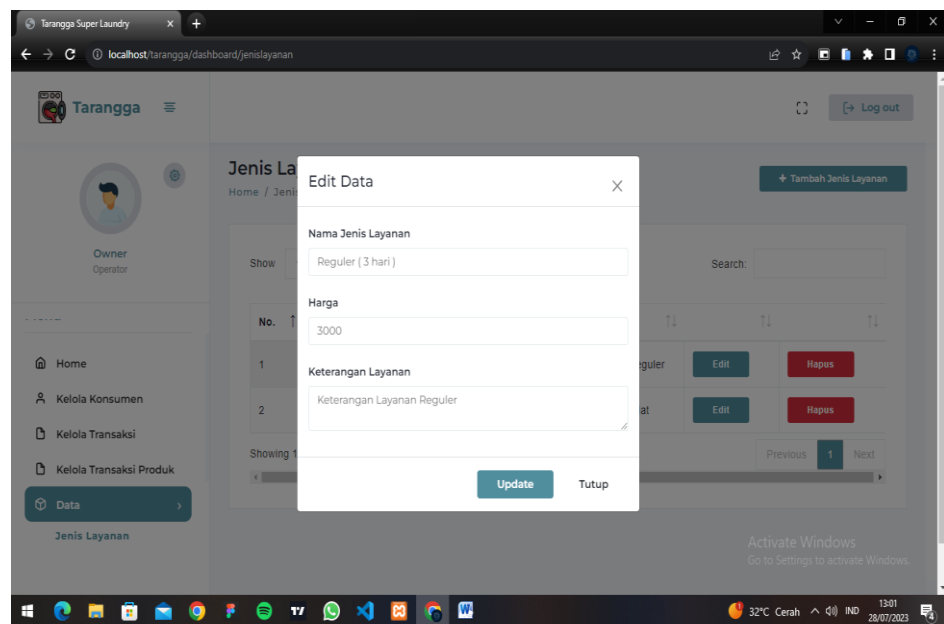 Tarangga Super Laundry
localhost/tarangga/dashboard/jenislayanan
Tarangga
Log out
Owner
Operator
Home
Kelola Konsumen
Kelola Transaksi
Kelola Transaksi Produk
Data
Jenis Layanan
Jenis La
Home / Jenis
+ Tambah Jenis Layanan
Show
Search:
No.
1
eguler
Edit
Hapus
2
at
Edit
Hapus
Showing 1
Previous 1 Next
Edit Data
Nama Jenis Layanan
Reguler ( 3 hari )
Harga
3000
Keterangan Layanan
Keterangan Layanan Reguler
Update
Tutup
Activate Windows
Go to Settings to activate Windows.
32°C Cerah
IND
13:01
28/07/2023
4